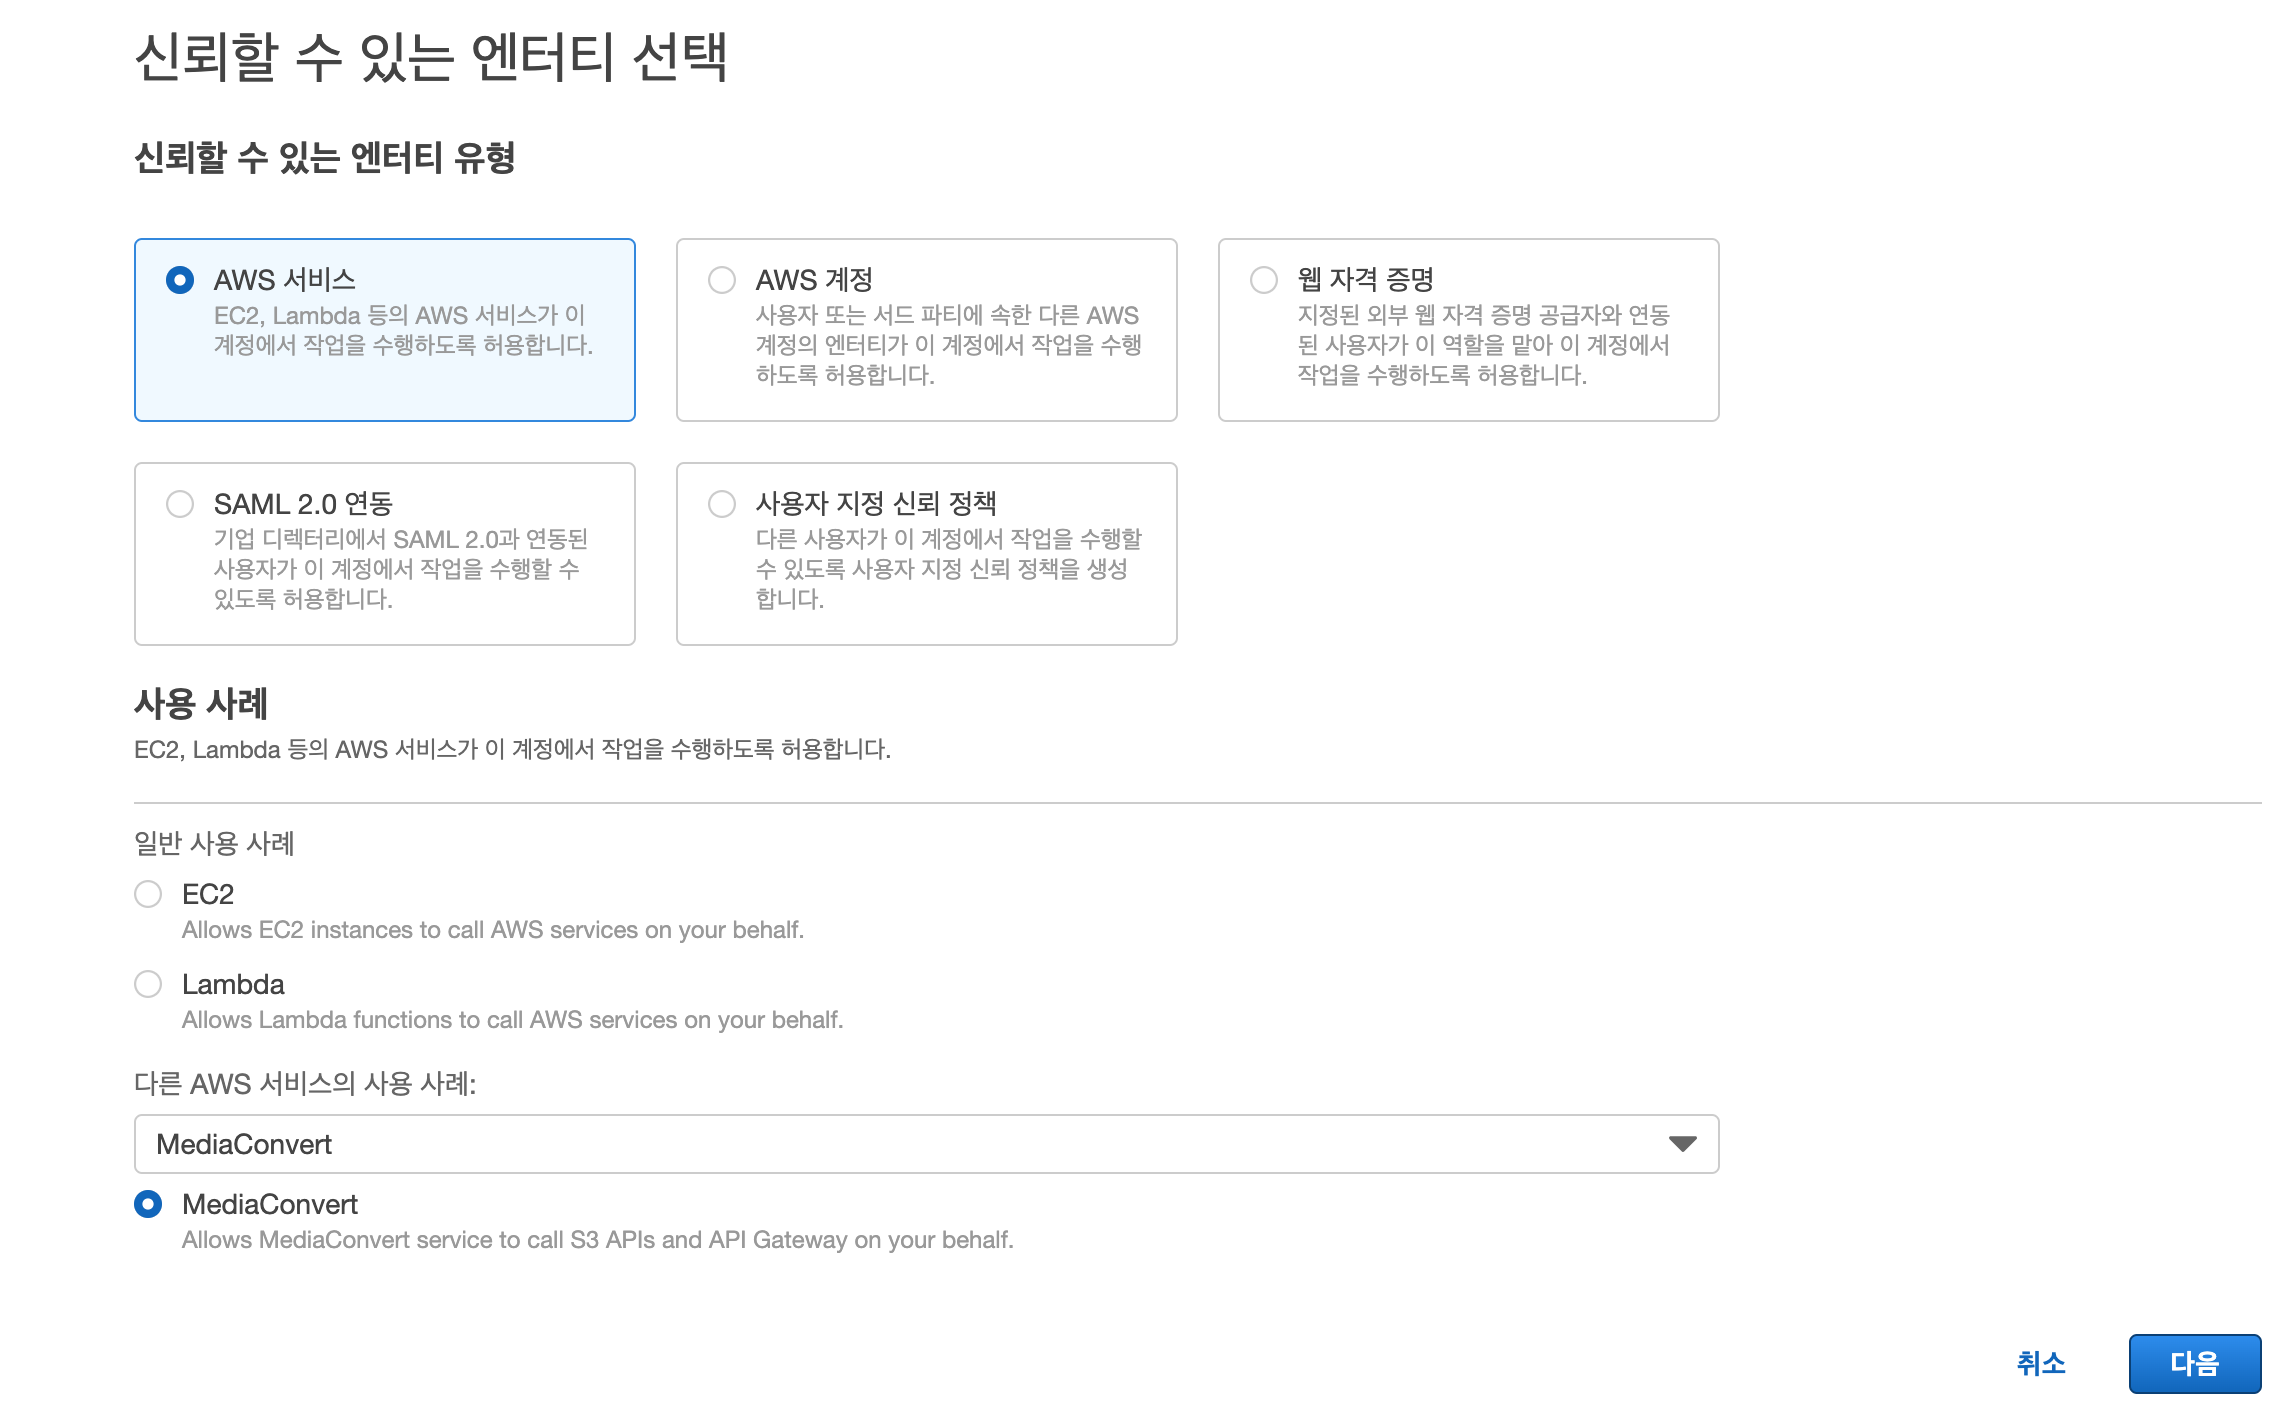 신뢰할 수 있는 엔터티 선택
신뢰할 수 있는 엔터티 유형
AWS 서비스
EC2, Lambda 등의 AWS 서비스가 이
계정에서 작업을 수행하도록 허용합니다.
AWS 계정
사용자 또는 서드 파티에 속한 다른 AWS
계정의 엔터티가 이 계정에서 작업을 수행
하도록 허용합니다.
웹 자격 증명
지정된 외부 웹 자격 증명 공급자와 연동
된 사용자가 이 역할을 맡아 이 계정에서
작업을 수행하도록 허용합니다.
SAML 2.0 연동
기업 디렉터리에서 SAML 2.0과 연동된
사용자가 이 계정에서 작업을 수행할 수
있도록 허용합니다.
사용자 지정 신뢰 정책
다른 사용자가 이 계정에서 작업을 수행할
수 있도록 사용자 지정 신뢰 정책을 생성
합니다.
사용 사례
EC2, Lambda 등의 AWS 서비스가 이 계정에서 작업을 수행하도록 허용합니다.
일반 사용 사례
EC2
Allows EC2 instances to call AWS services on your behalf.
Lambda
Allows Lambda functions to call AWS services on your behalf.
다른 AWS 서비스의 사용 사례:
MediaConvert
MediaConvert
Allows MediaConvert service to call S3 APIs and API Gateway on your behalf.
취소
다음